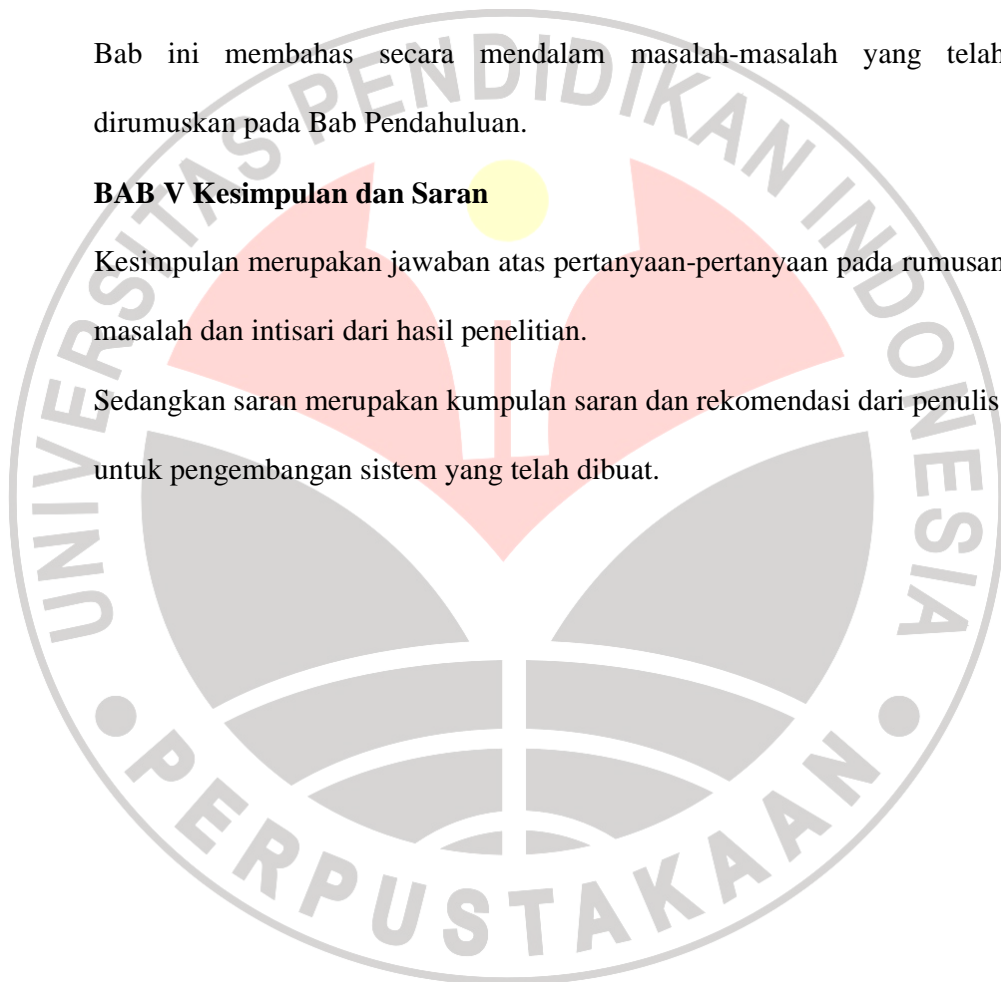 Bab ini membahas secara mendalam masalah-masalah yang telah
dirumuskan pada Bab Pendahuluan.
BAB V Kesimpulan dan Saran
Kesimpulan merupakan jawaban atas pertanyaan-pertanyaan pada rumusan
masalah dan intisari dari hasil penelitian.
Sedangkan saran merupakan kumpulan saran dan rekomendasi dari penulis
untuk pengembangan sistem yang telah dibuat.
UNIVERSITAS PENDIDIKAN INDONESIA
PERPUSTAKAAN